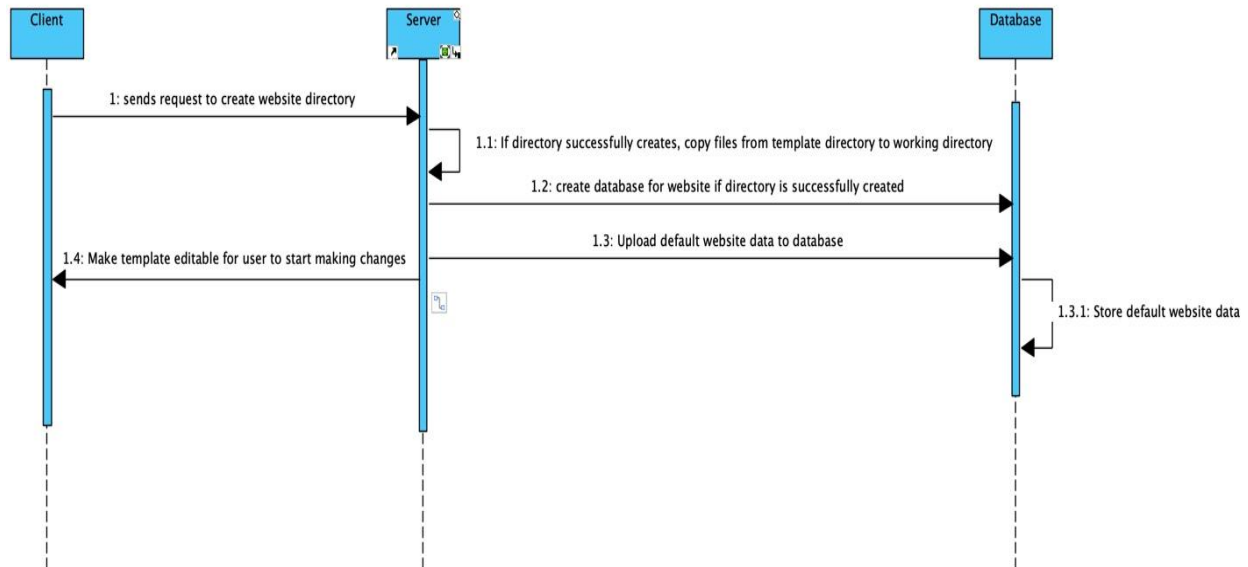 Client
Server
Database
1: sends request to create website directory
1.1: If directory successfully creates, copy files from template directory to working directory
1.2: create database for website if directory is successfully created
1.3: Upload default website data to database
1.4: Make template editable for user to start making changes
1.3.1: Store default website data